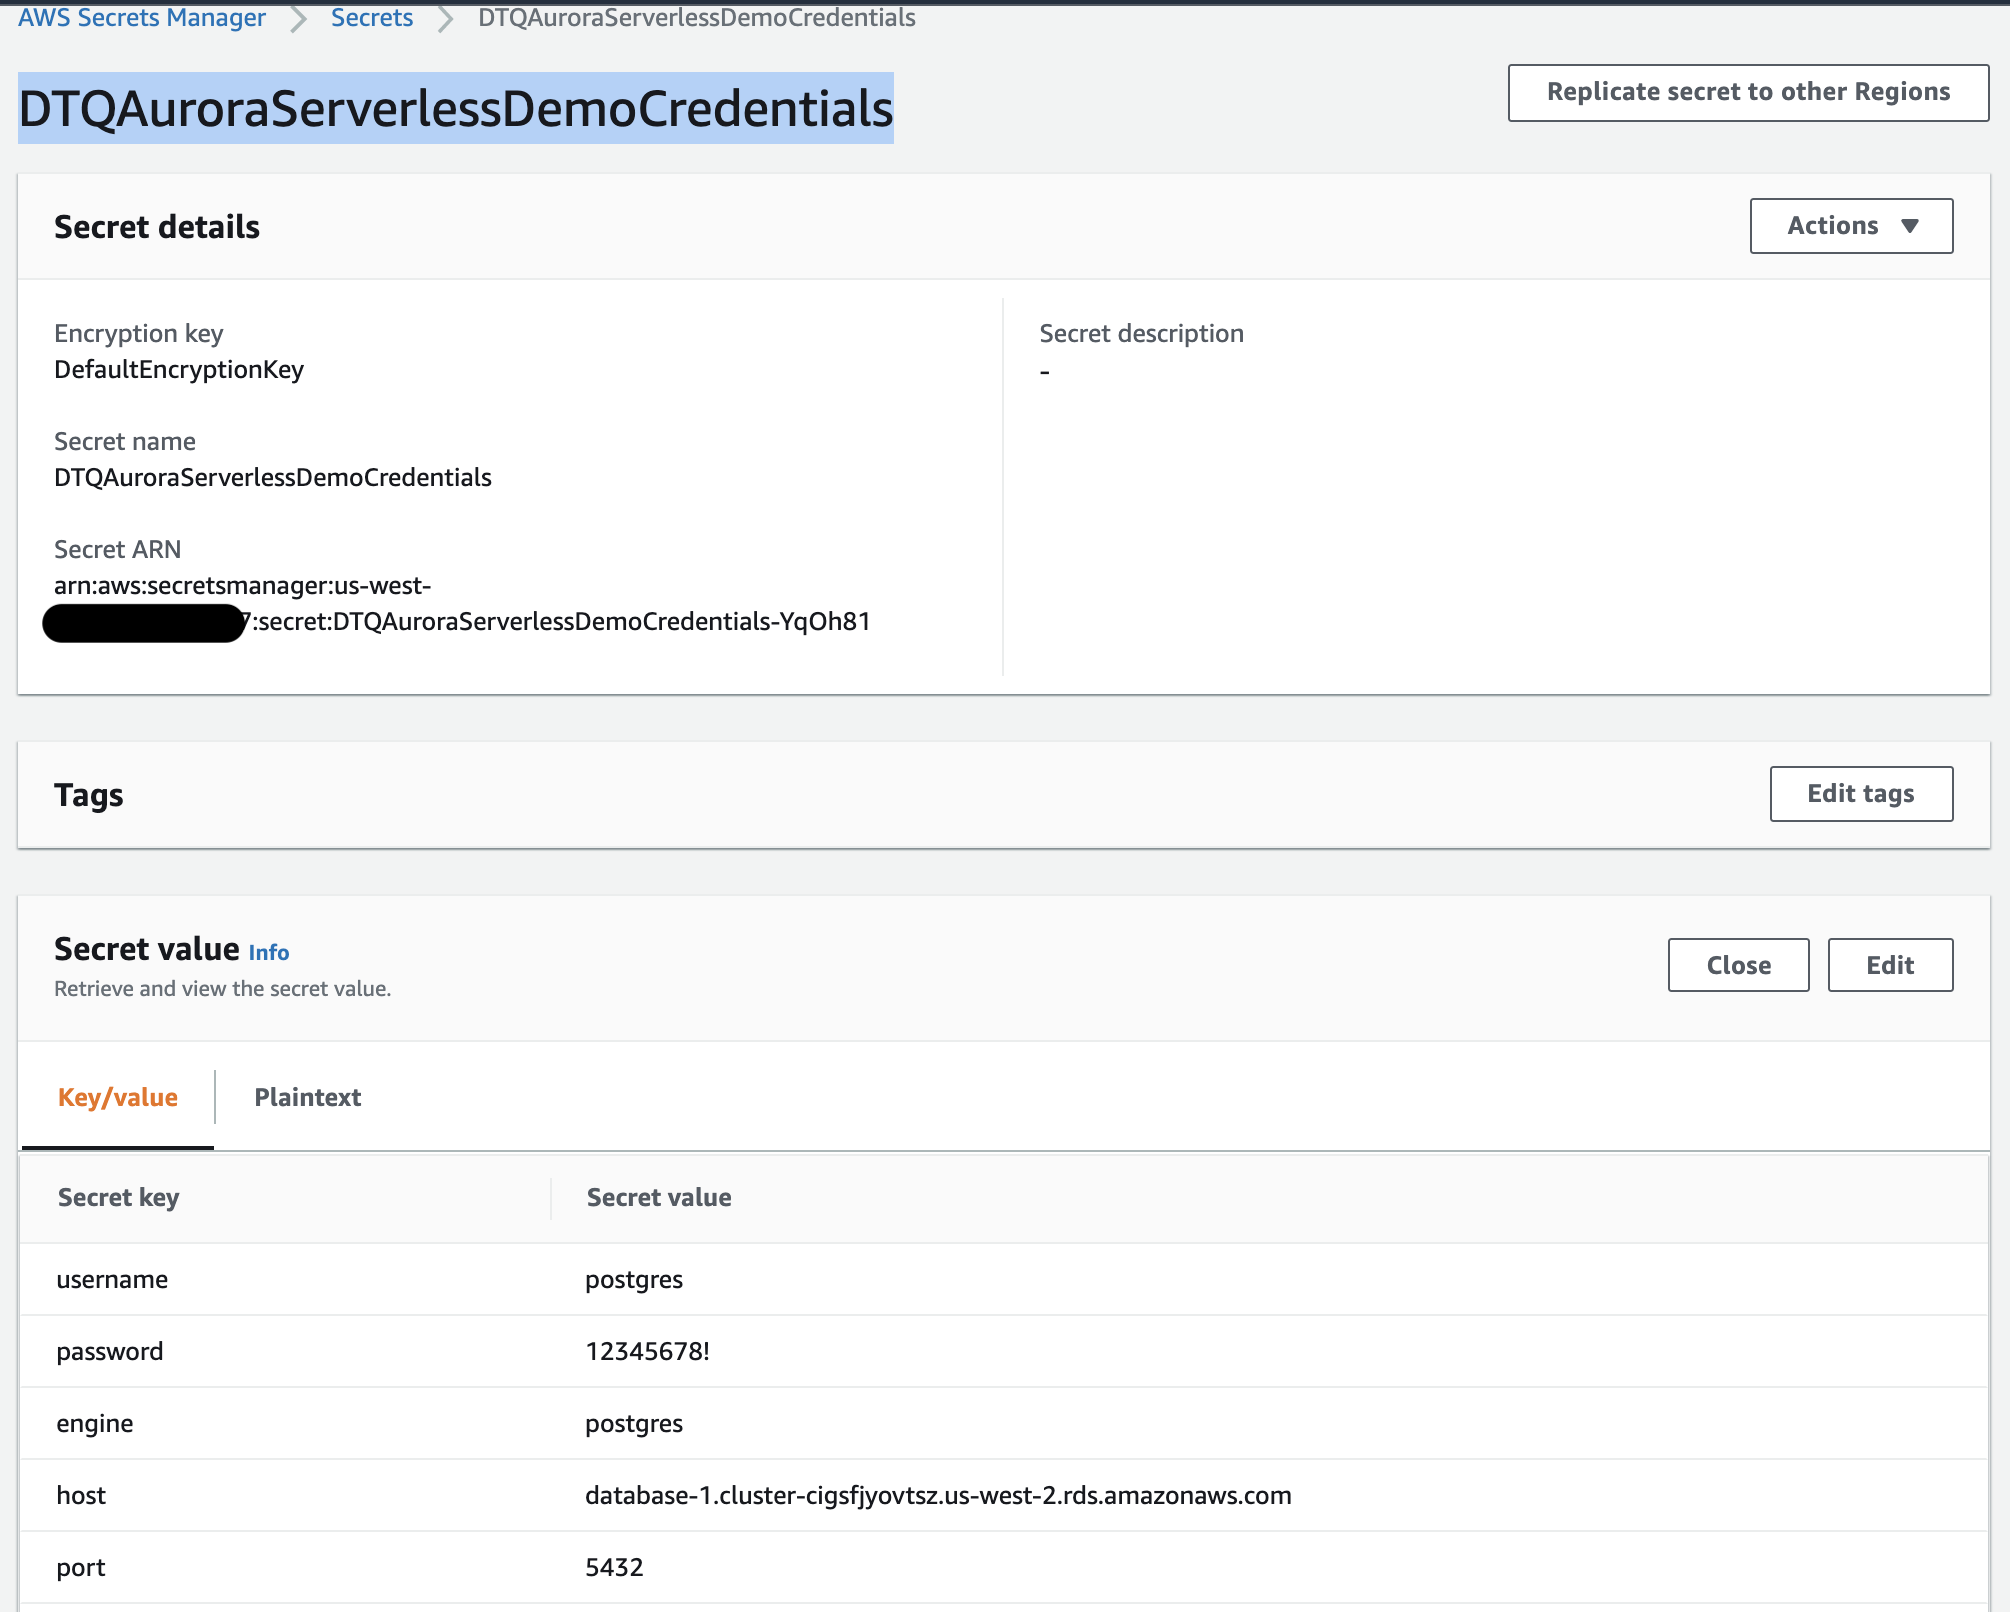 AWS Secrets Manager > Secrets > DTQAuroraServerlessDemoCredentials
DTQAuroraServerlessDemoCredentials
Replicate secret to other Regions
Secret details
Actions ▼
Encryption key
DefaultEncryptionKey
Secret description
-
Secret name
DTQAuroraServerlessDemoCredentials
Secret ARN
arn:aws:secretsmanager:us-west-
7:secret:DTQAuroraServerlessDemoCredentials-YqOh81
Tags
Edit tags
Secret value Info
Retrieve and view the secret value.
Close
Edit
Key/value
Plaintext
Secret key Secret value
username postgres
password 12345678!
engine postgres
host database-1.cluster-cigsfjyovtsz.us-west-2.rds.amazonaws.com
port 5432